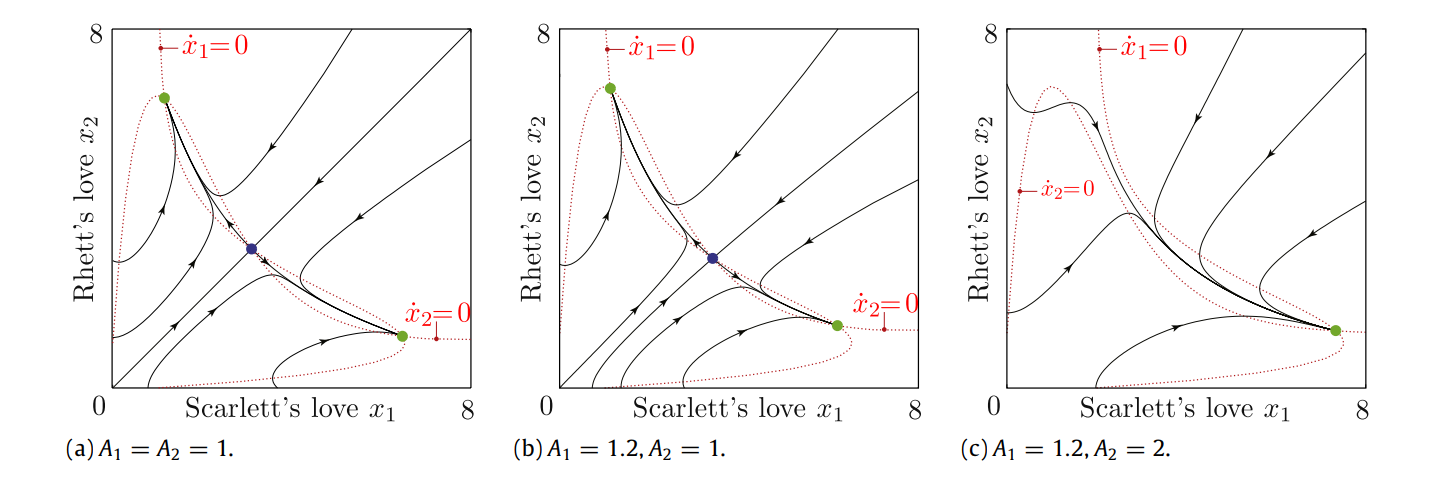 8
ẋ₁=0
Rhett's love x₂
ẋ₂=0
0
Scarlett's love x₁
8
(a) A₁ = A₂ = 1.
8
ẋ₁=0
Rhett's love x₂
ẋ₂=0
0
Scarlett's love x₁
8
(b) A₁ = 1.2, A₂ = 1.
8
ẋ₁=0
Rhett's love x₂
ẋ₂=0
0
Scarlett's love x₁
8
(c) A₁ = 1.2, A₂ = 2.